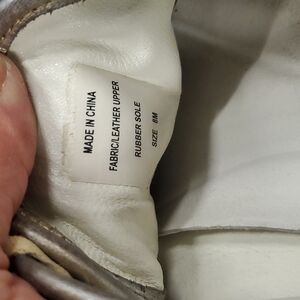 MADE IN CHINA
FABRIC/LEATHER UPPER
RUBBER SOLE
SIZE 8M